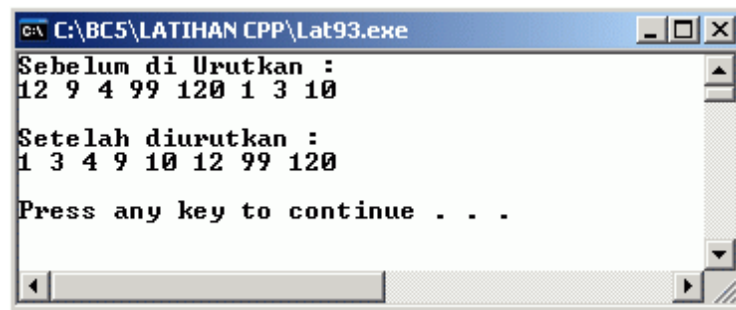 C:\BC5\LATIHAN CPP\Lat93.exe
Sebelum di Urutkan :
12 9 4 99 120 1 3 10
Setelah diurutkan :
1 3 4 9 10 12 99 120
Press any key to continue . . .